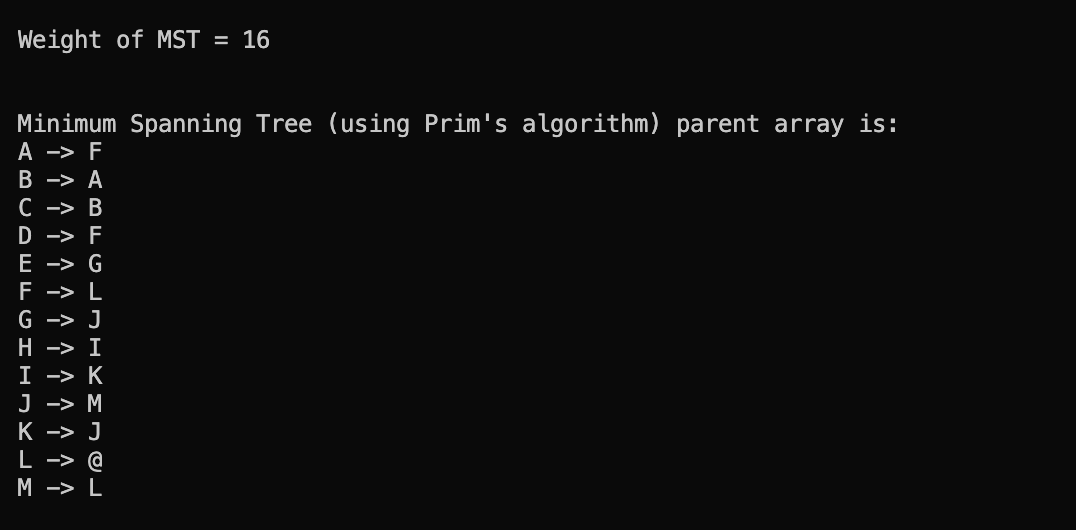 Weight of MST = 16
Minimum Spanning Tree (using Prim's algorithm) parent array is:
A -> F
B -> A
C -> B
D -> F
E -> G
F -> L
G -> J
H -> I
I -> K
J -> M
K -> J
L -> @
M -> L